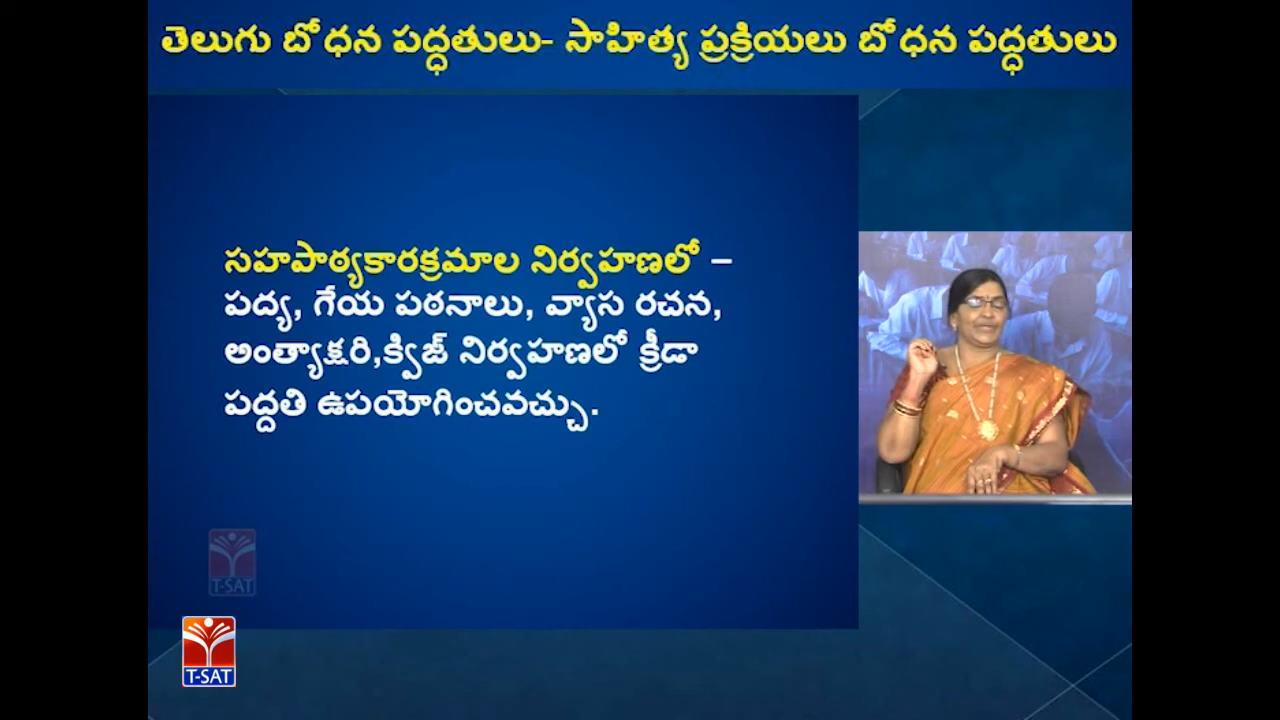 తెలుగు బోధన పద్ధతులు- సాహిత్య ప్రక్రియలు బోధన పద్ధతులు
సహపాఠ్యకారక్రమాల నిర్వహణలో –
పద్య, గేయ పఠనాలు, వ్యాస రచన,
అంత్యాక్షరి,క్విజ్ నిర్వహణలో క్రీడా
పద్దతి ఉపయోగించవచ్చు.
T-SAT
T-SAT